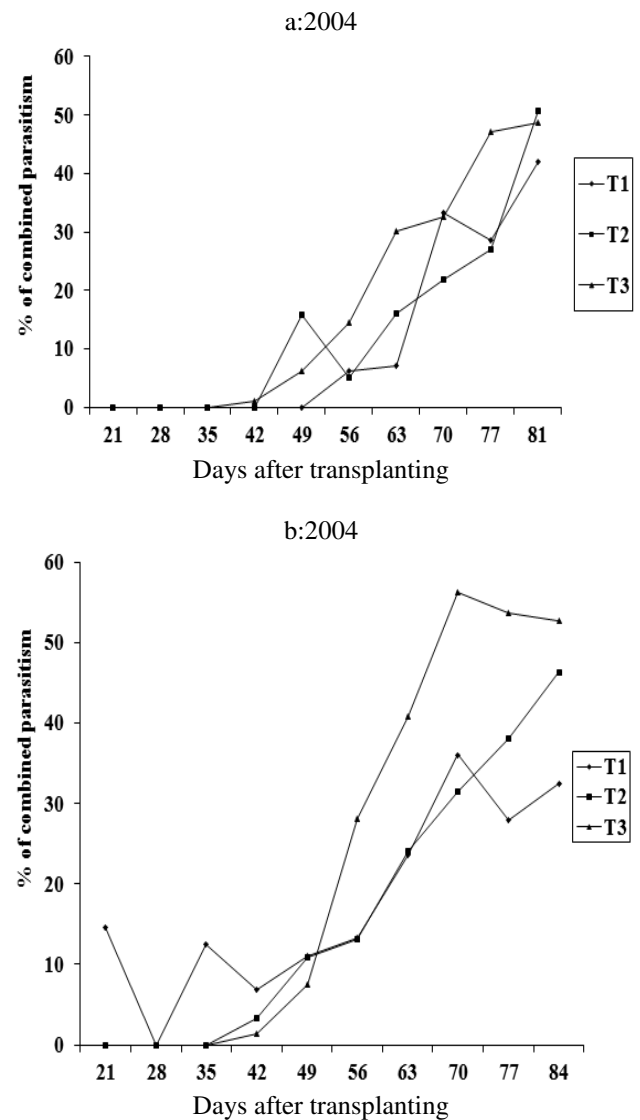 a:2004
60
50
40
30
20
10
0
% of combined parasitism
21 28 35 42 49 56 63 70 77 81
Days after transplanting
T1
T2
T3
b:2004
60
50
40
30
20
10
0
% of combined parasitism
21 28 35 42 49 56 63 70 77 84
Days after transplanting
T1
T2
T3